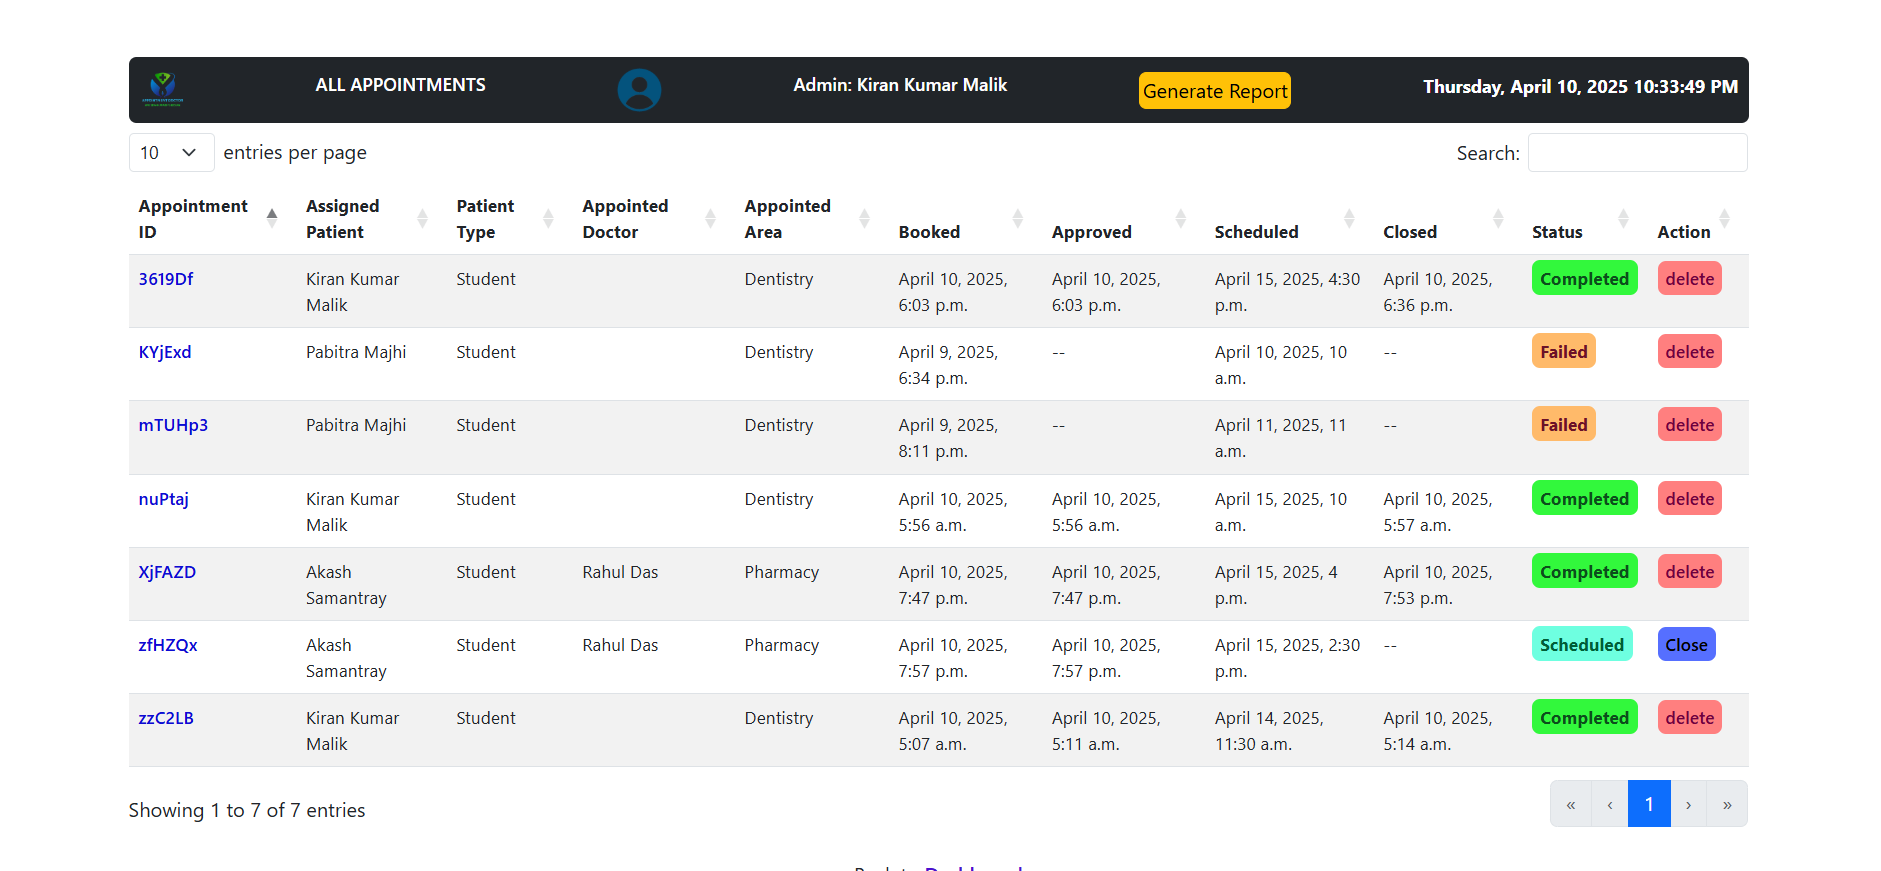 ALL APPOINTMENTS
Admin: Kiran Kumar Malik
Generate Report
Thursday, April 10, 2025 10:33:49 PM
10 entries per page
Search:
Appointment ID Assigned Patient Patient Type Appointed Doctor Appointed Area Booked Approved Scheduled Closed Status Action
3619Df Kiran Kumar Malik Student Dentistry April 10, 2025, 6:03 p.m. April 10, 2025, 6:03 p.m. April 15, 2025, 4:30 p.m. April 10, 2025, 6:36 p.m. Completed delete
KYjExd Pabitra Majhi Student Dentistry April 9, 2025, 6:34 p.m. -- April 10, 2025, 10 a.m. -- Failed delete
mTUHp3 Pabitra Majhi Student Dentistry April 9, 2025, 8:11 p.m. -- April 11, 2025, 11 a.m. -- Failed delete
nuPtaj Kiran Kumar Malik Student Dentistry April 10, 2025, 5:56 a.m. April 10, 2025, 5:56 a.m. April 15, 2025, 10 a.m. April 10, 2025, 5:57 a.m. Completed delete
XjFAZD Akash Samantray Student Rahul Das Pharmacy April 10, 2025, 7:47 p.m. April 10, 2025, 7:47 p.m. April 15, 2025, 4 p.m. April 10, 2025, 7:53 p.m. Completed delete
zfHZQx Akash Samantray Student Rahul Das Pharmacy April 10, 2025, 7:57 p.m. April 10, 2025, 7:57 p.m. April 15, 2025, 2:30 p.m. -- Scheduled Close
zzC2LB Kiran Kumar Malik Student Dentistry April 10, 2025, 5:07 a.m. April 10, 2025, 5:11 a.m. April 14, 2025, 11:30 a.m. April 10, 2025, 5:14 a.m. Completed delete
Showing 1 to 7 of 7 entries
« ‹ 1 › »